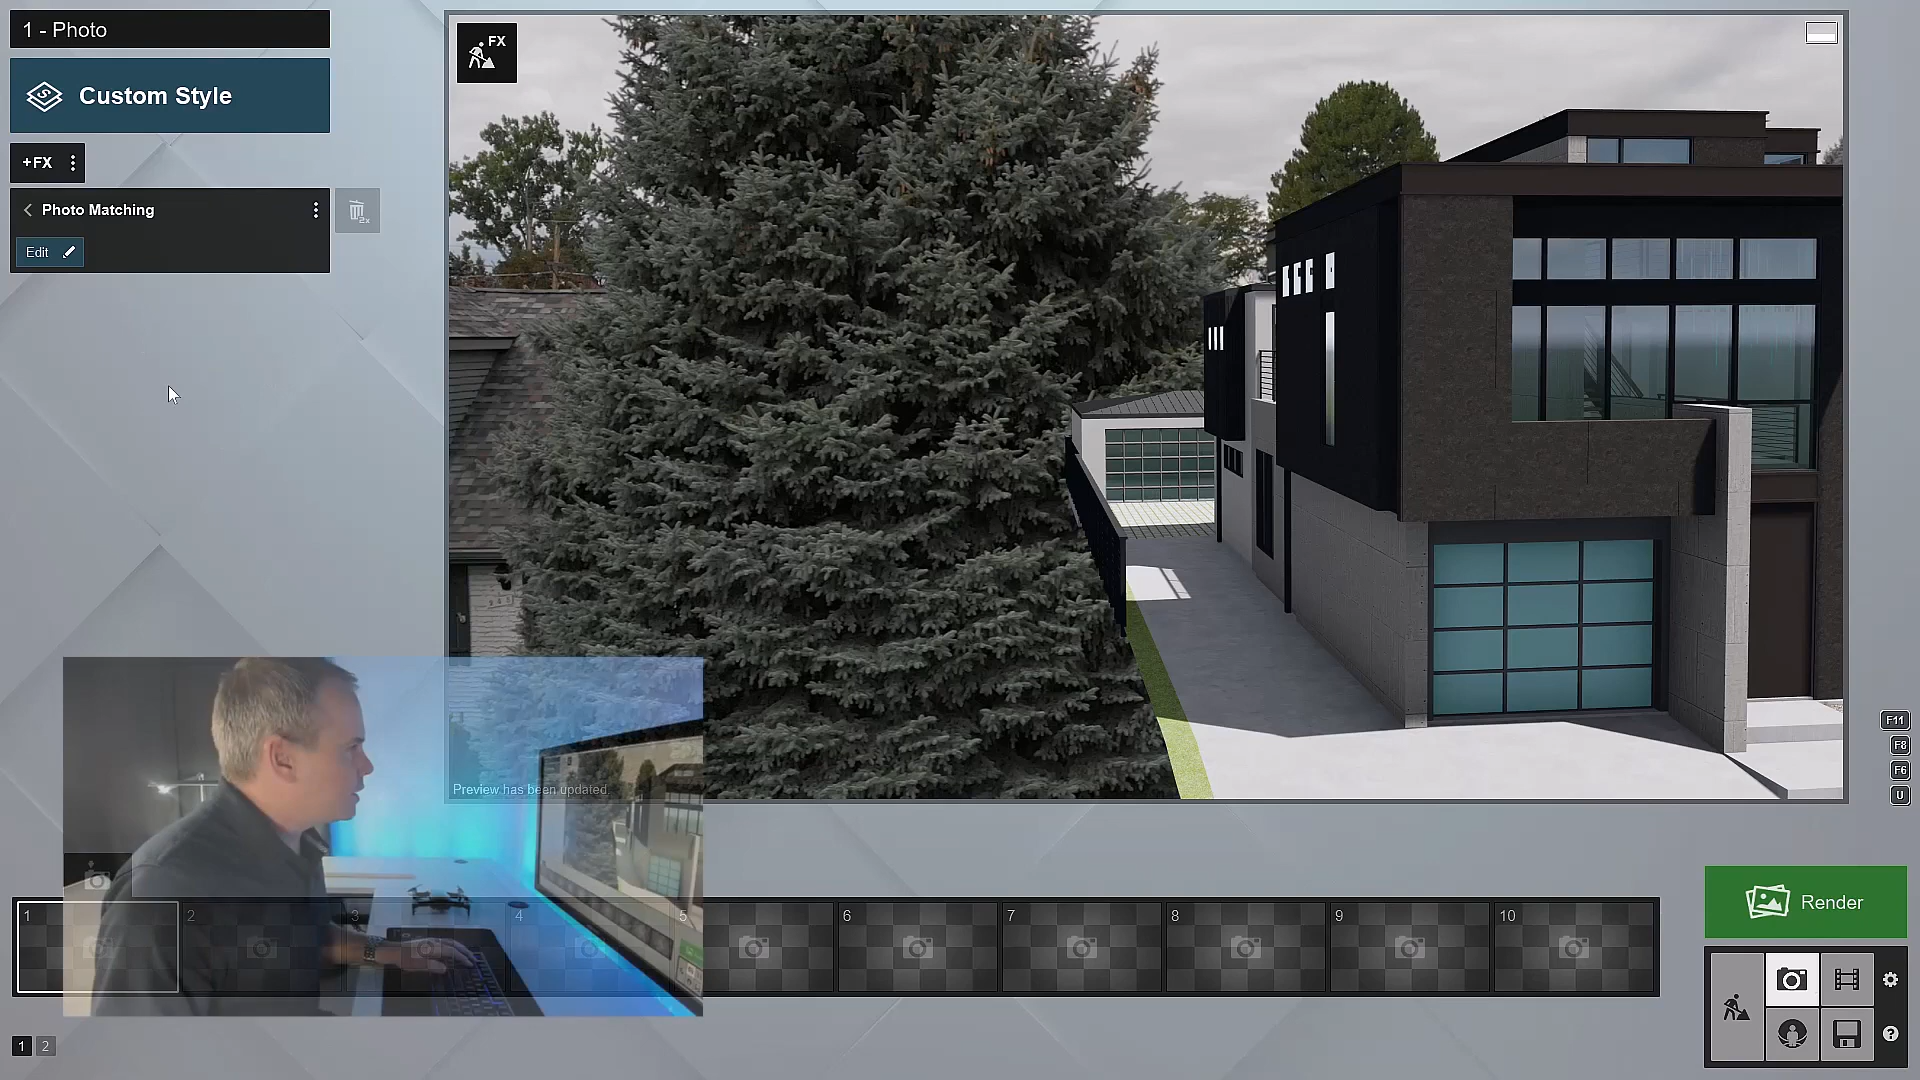 1 - Photo
Custom Style
+FX
Photo Matching
2x
Edit
FX
Preview has been updated.
F11
F8
F6
U
1
2
3
4
5
6
7
8
9
10
Render
?
1
2